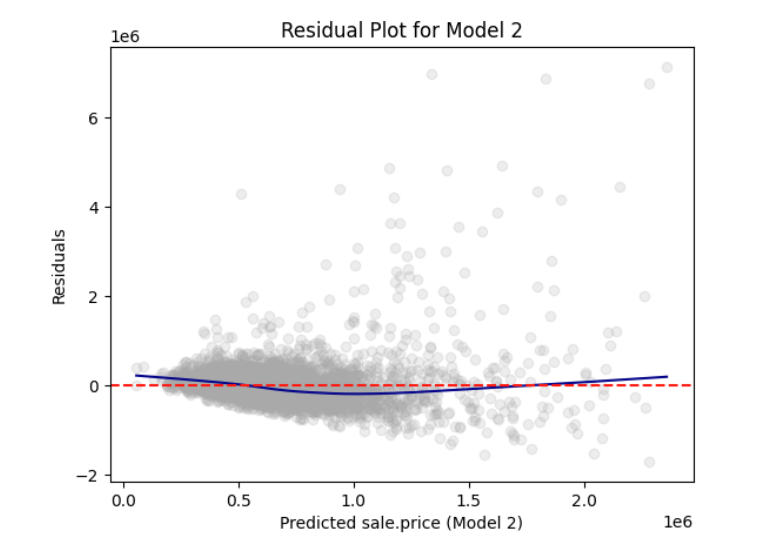 Residual Plot for Model 2
1e6
6
4
2
0
−2
Residuals
0.0 0.5 1.0 1.5 2.0
1e6
Predicted sale.price (Model 2)